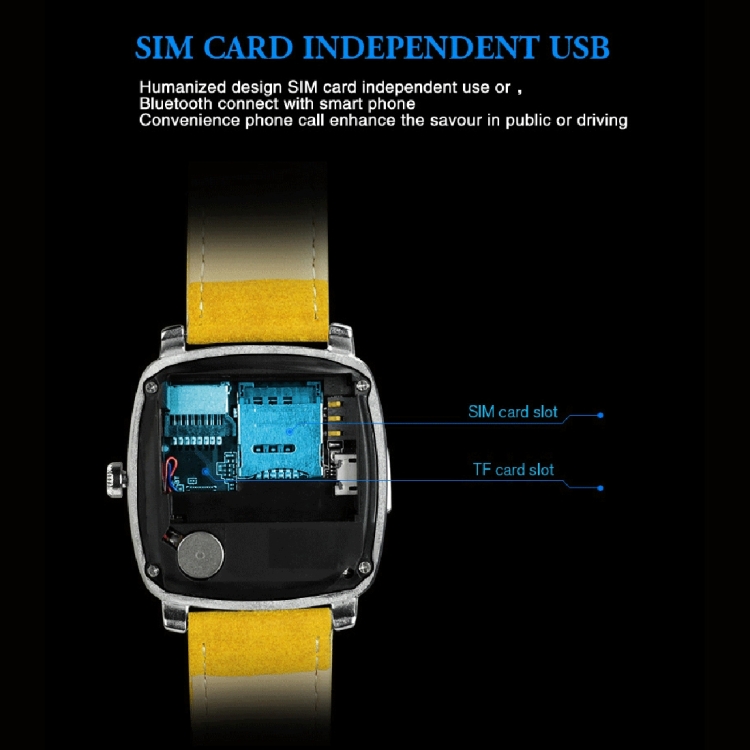 SIM CARD INDEPENDENT USB
Humanized design SIM card independent use or ,
Bluetooth connect with smart phone
Convenience phone call enhance the savour in public or driving
SIM card slot
TF card slot